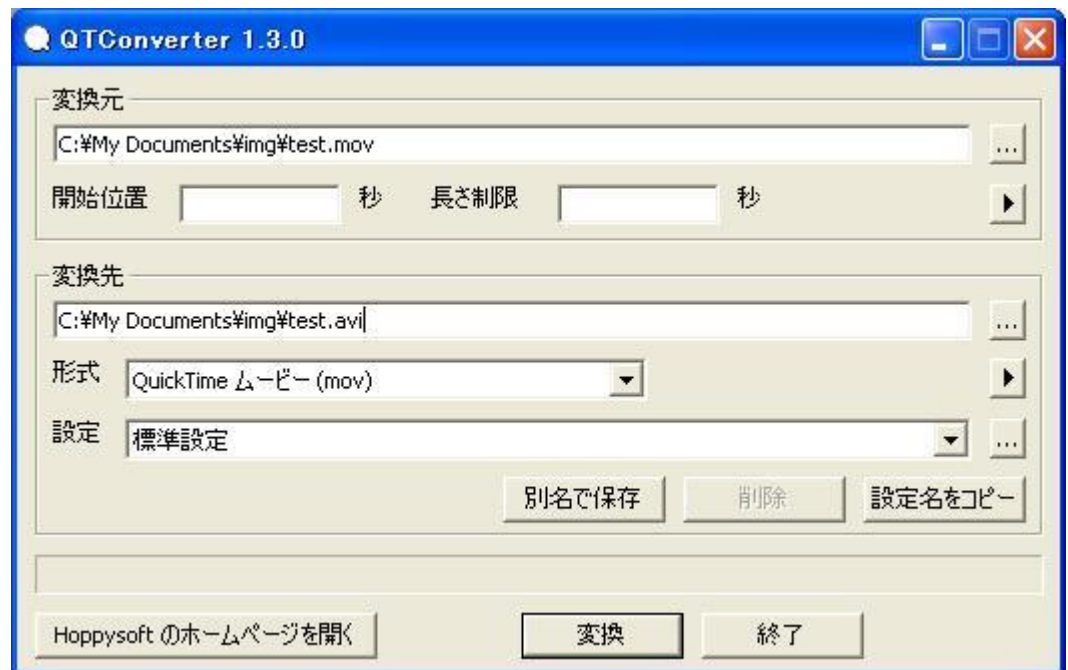 QTConverter 1.3.0
変換元
C:¥My Documents¥img¥test.mov
...
開始位置 秒 長さ制限 秒
変換先
C:¥My Documents¥img¥test.avi
...
形式 QuickTime ムービー (mov)
設定 標準設定 ...
別名で保存 削除 設定名をコピー
Hoppysoft のホームページを開く 変換 終了